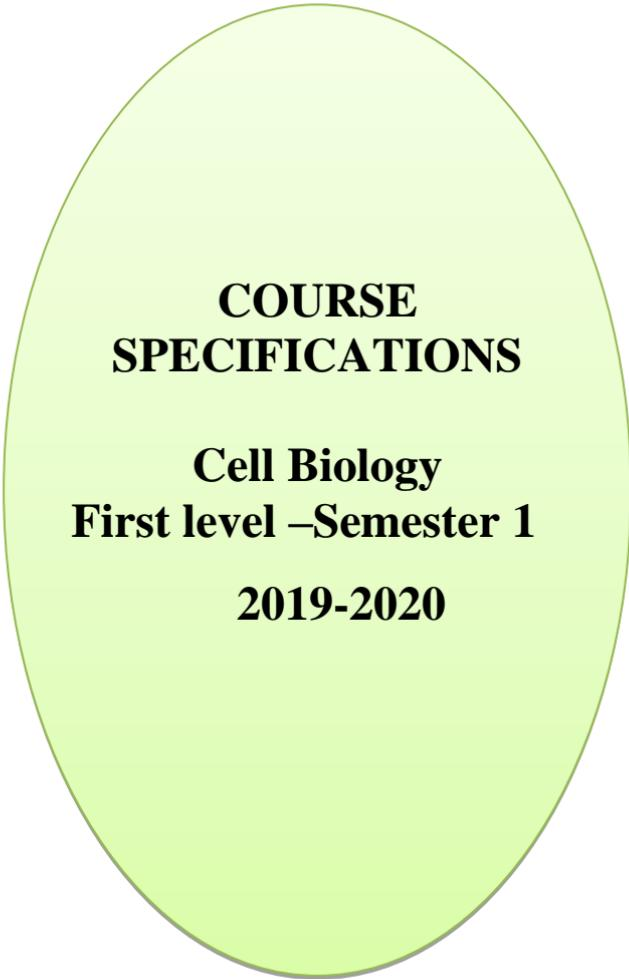 COURSE
SPECIFICATIONS
Cell Biology
First level –Semester 1
2019-2020